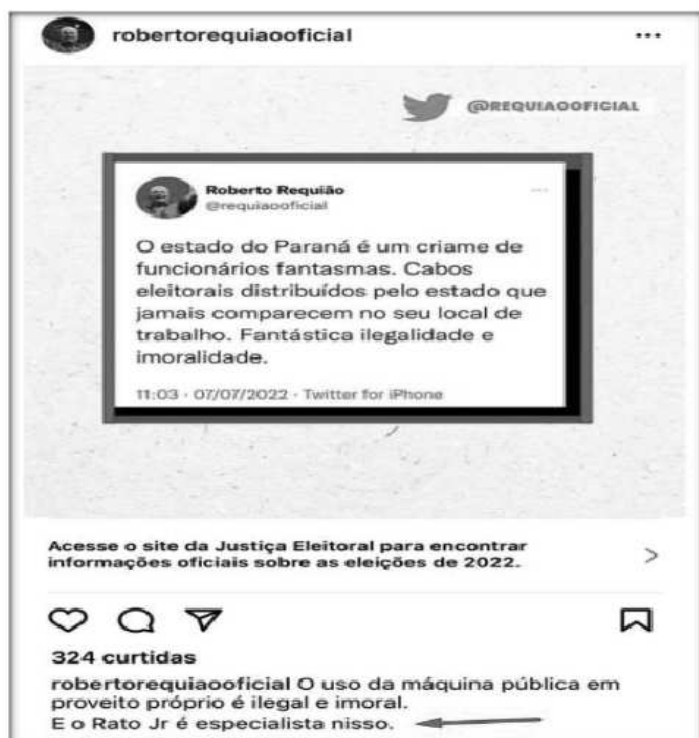 robertorequiaooficial
@REQUIAOOFICIAL
Roberto Requião
@requiaooficial
O estado do Paraná é um criame de
funcionários fantasmas. Cabos
eleitorais distribuídos pelo estado que
jamais comparecem no seu local de
trabalho. Fantástica ilegalidade e
imoralidade.
11:03 · 07/07/2022 · Twitter for iPhone
Acesse o site da Justiça Eleitoral para encontrar
informações oficiais sobre as eleições de 2022.
324 curtidas
robertorequiaooficial O uso da máquina pública em
proveito próprio é ilegal e imoral.
E o Rato Jr é especialista nisso.